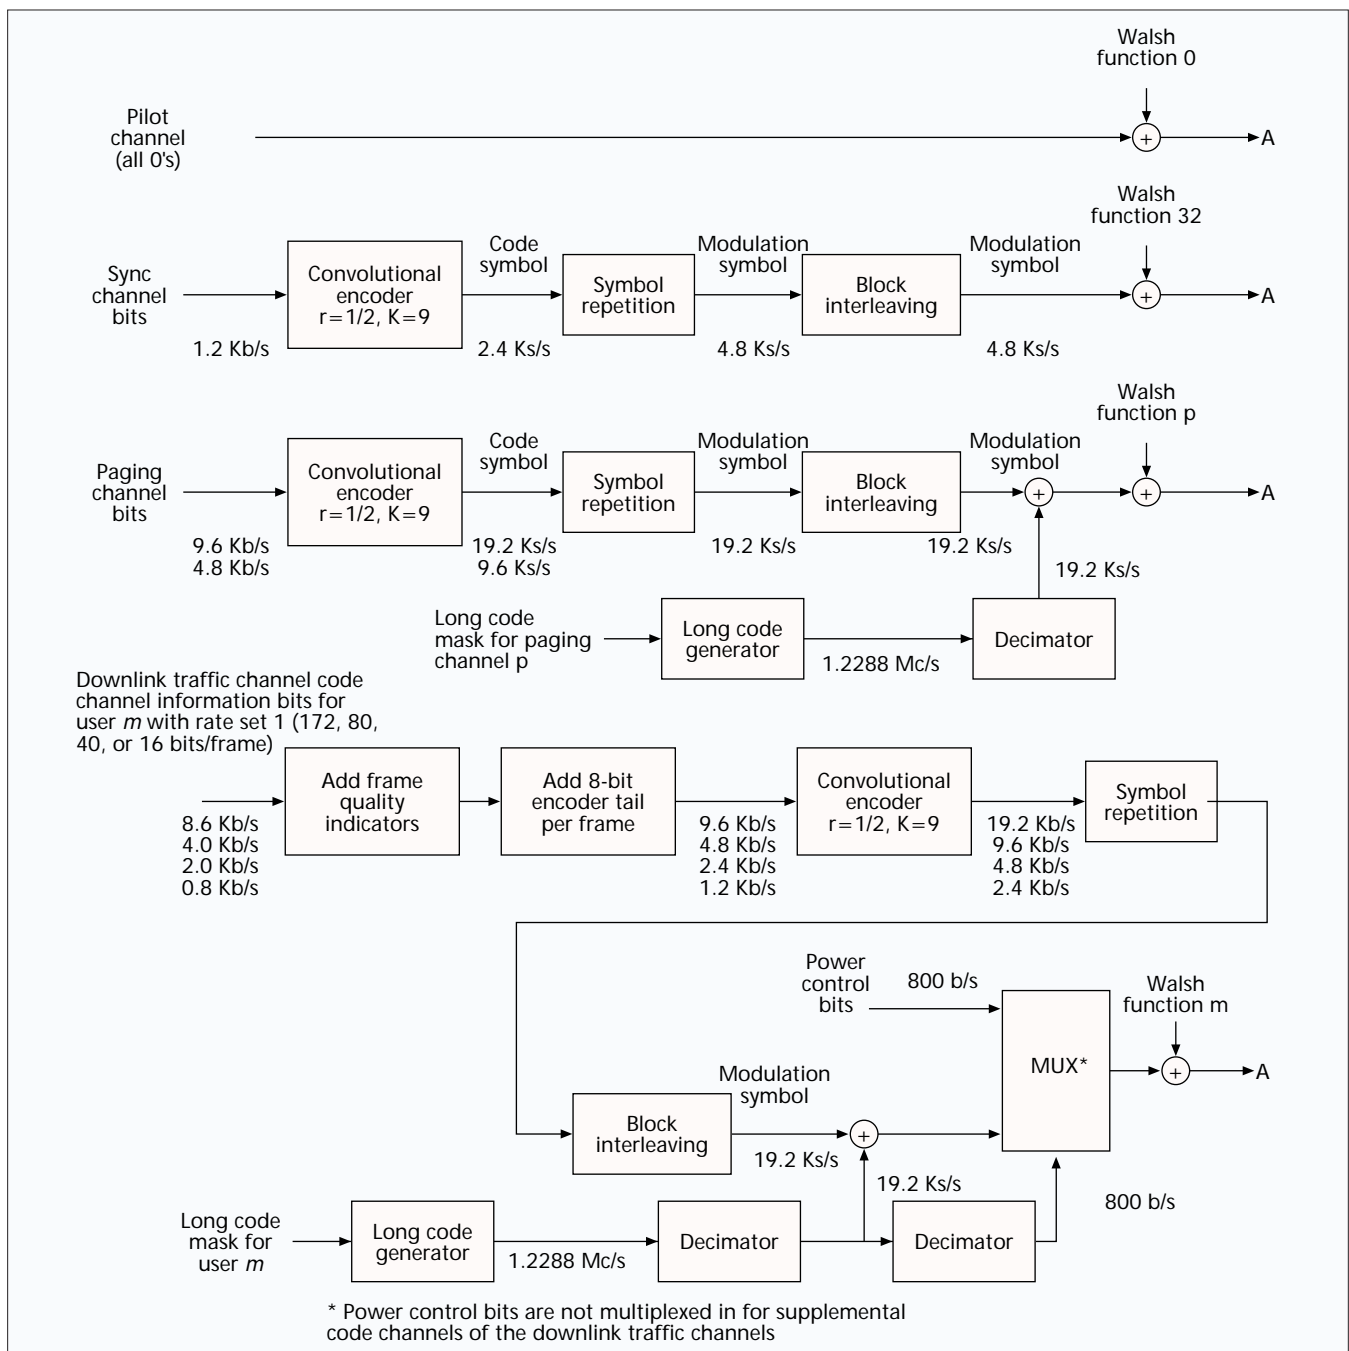 Walsh
function 0
Pilot
channel
(all 0's)
+
A
Walsh
function 32
Sync
channel
bits
1.2 Kb/s
Convolutional
encoder
r=1/2, K=9
Code
symbol
2.4 Ks/s
Symbol
repetition
Modulation
symbol
4.8 Ks/s
Block
interleaving
Modulation
symbol
4.8 Ks/s
+
A
Walsh
function p
Paging
channel
bits
9.6 Kb/s
4.8 Kb/s
Convolutional
encoder
r=1/2, K=9
Code
symbol
19.2 Ks/s
9.6 Ks/s
Symbol
repetition
Modulation
symbol
19.2 Ks/s
Block
interleaving
Modulation
symbol
19.2 Ks/s
+
+
A
19.2 Ks/s
Long code
mask for paging
channel p
Long code
generator
1.2288 Mc/s
Decimator
Downlink traffic channel code
channel information bits for
user m with rate set 1 (172, 80,
40, or 16 bits/frame)
8.6 Kb/s
4.0 Kb/s
2.0 Kb/s
0.8 Kb/s
Add frame
quality
indicators
Add 8-bit
encoder tail
per frame
9.6 Kb/s
4.8 Kb/s
2.4 Kb/s
1.2 Kb/s
Convolutional
encoder
r=1/2, K=9
19.2 Kb/s
9.6 Kb/s
4.8 Kb/s
2.4 Kb/s
Symbol
repetition
Power
control
bits
800 b/s
MUX*
Walsh
function m
+
A
Block
interleaving
Modulation
symbol
19.2 Ks/s
+
19.2 Ks/s
800 b/s
Long code
mask for
user m
Long code
generator
1.2288 Mc/s
Decimator
Decimator
* Power control bits are not multiplexed in for supplemental
code channels of the downlink traffic channels